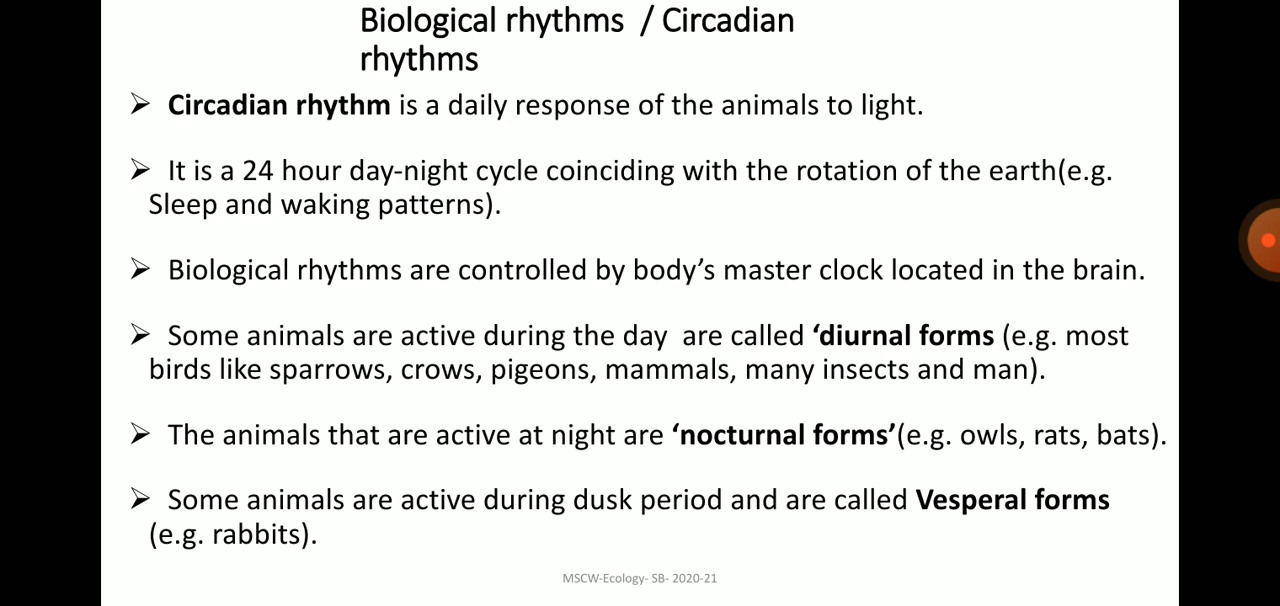 Biological rhythms / Circadian
rhythms
➢ Circadian rhythm is a daily response of the animals to light.
➢ It is a 24 hour day-night cycle coinciding with the rotation of the earth(e.g.
Sleep and waking patterns).
➢ Biological rhythms are controlled by body’s master clock located in the brain.
➢ Some animals are active during the day are called ‘diurnal forms (e.g. most
birds like sparrows, crows, pigeons, mammals, many insects and man).
➢ The animals that are active at night are ‘nocturnal forms’(e.g. owls, rats, bats).
➢ Some animals are active during dusk period and are called Vesperal forms
(e.g. rabbits).
MSCW-Ecology- SB- 2020-21